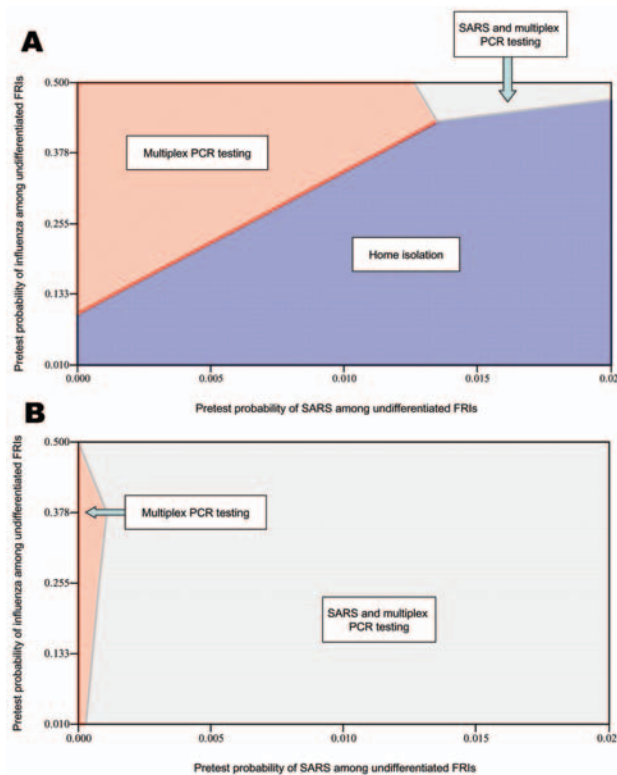 A
SARS and multiplex
PCR testing
Pretest probability of influenza among undifferentiated FRIs
0.500
0.378
0.255
0.133
0.010
Multiplex PCR testing
Home isolation
0.000
0.005
0.010
0.015
0.02
Pretest probability of SARS among undifferentiated FRIs
B
Pretest probability of influenza among undifferentiated FRIs
0.500
0.378
0.255
0.133
0.010
Multiplex PCR testing
SARS and multiplex
PCR testing
0.000
0.005
0.010
0.015
0.02
Pretest probability of SARS among undifferentiated FRIs